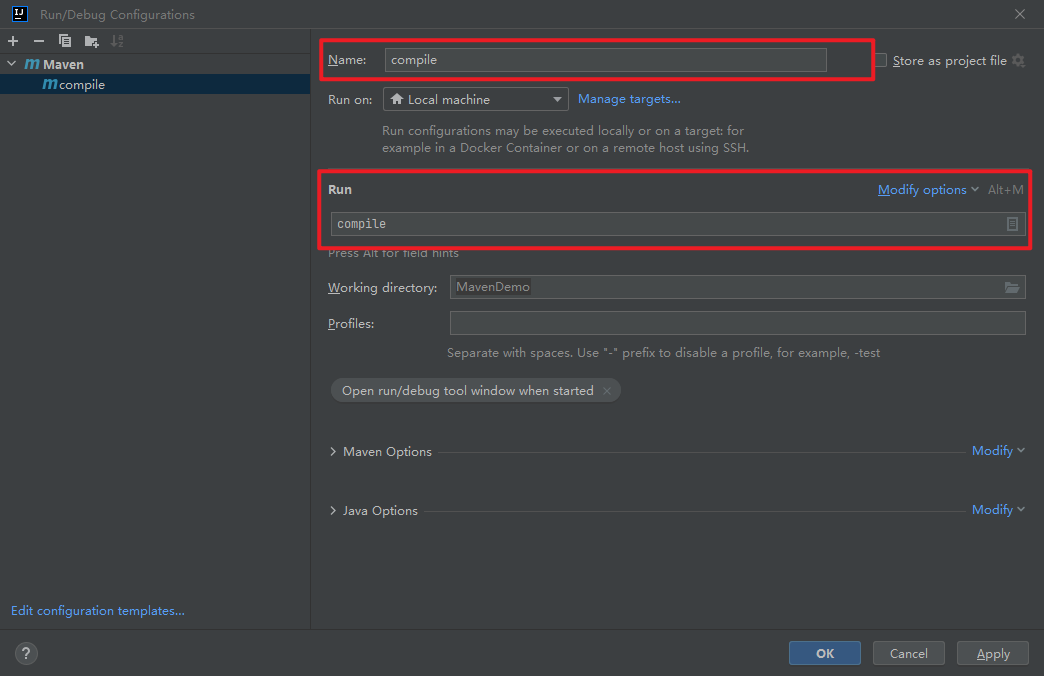 Run/Debug Configurations
Maven
compile
Name: compile
Store as project file
Run on: Local machine Manage targets...
Run configurations may be executed locally or on a target: for
example in a Docker Container or on a remote host using SSH.
Run Modify options Alt+M
compile
Press Alt for field hints
Working directory: MavenDemo
Profiles:
Separate with spaces. Use "-" prefix to disable a profile, for example, -test
Open run/debug tool window when started
Maven Options Modify
Java Options Modify
Edit configuration templates...
? OK Cancel Apply